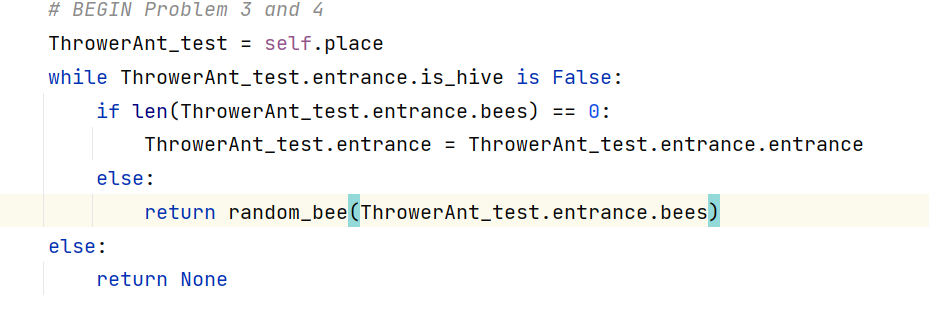 # BEGIN Problem 3 and 4
ThrowerAnt_test = self.place
while ThrowerAnt_test.entrance.is_hive is False:
    if len(ThrowerAnt_test.entrance.bees) == 0:
        ThrowerAnt_test.entrance = ThrowerAnt_test.entrance.entrance
    else:
        return random_bee(ThrowerAnt_test.entrance.bees)
else:
    return None